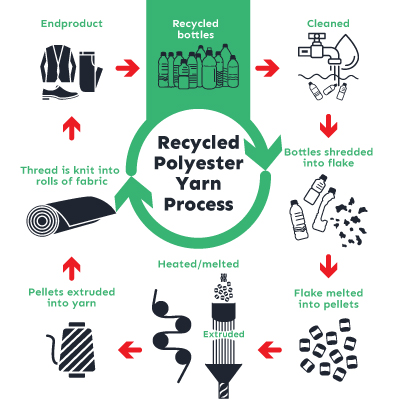 Endproduct
Recycled
bottles
Cleaned
Recycled
Polyester
Yarn
Process
Bottles shredded
into flake
Thread is knit into
rolls of fabric
Heated/melted
Pellets extruded
into yarn
Flake melted
into pellets
Extruded